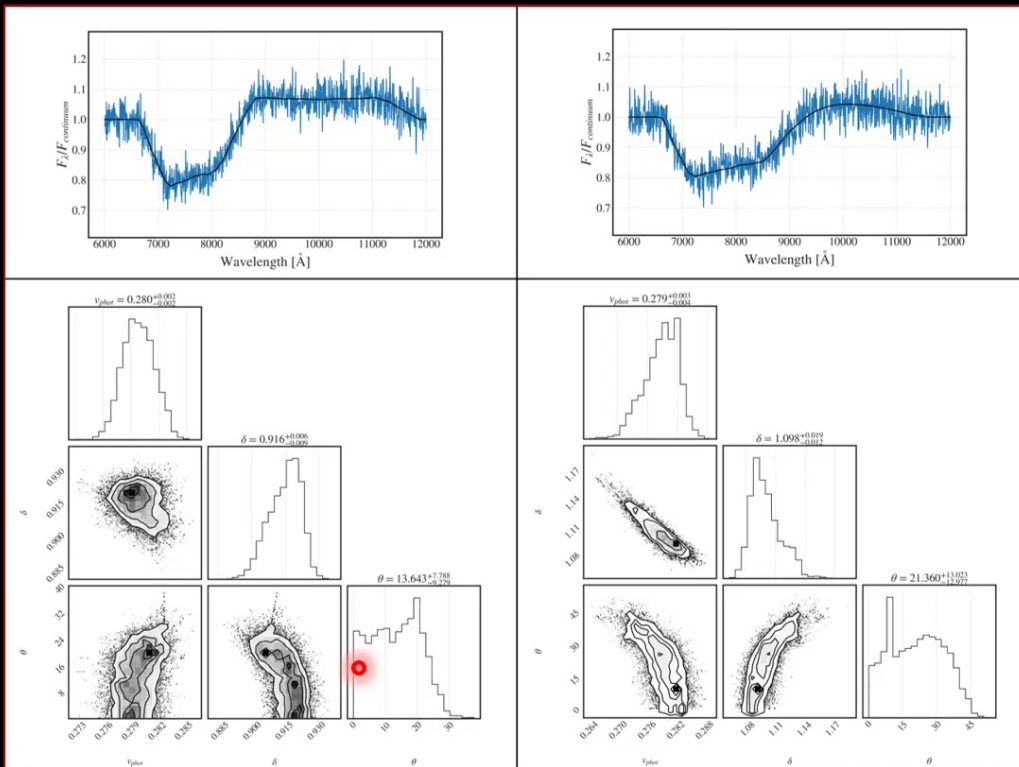 1.2
1.1
1.0
0.9
0.8
0.7
F_λ/F_continuum
6000 7000 8000 9000 10000 11000 12000
Wavelength [Å]
1.2
1.1
1.0
0.9
0.8
0.7
F_λ/F_continuum
6000 7000 8000 9000 10000 11000 12000
Wavelength [Å]
v_phot = 0.280^{+0.002}_{-0.002}
δ = 0.916^{+0.006}_{-0.009}
θ = 13.643^{+7.788}_{-9.279}
0.930
0.915
0.900
0.885
δ
40
32
24
16
8
θ
0.273 0.276 0.279 0.282 0.285
v_phot
0.885 0.900 0.915 0.930
δ
0 10 20 30
θ
v_phot = 0.279^{+0.003}_{-0.004}
δ = 1.098^{+0.019}_{-0.012}
θ = 21.360^{+13.023}_{-12.977}
1.17
1.14
1.11
1.08
δ
45
30
15
0
θ
0.264 0.270 0.276 0.282 0.288
v_phot
1.08 1.11 1.14 1.17
δ
0 15 30 45
θ